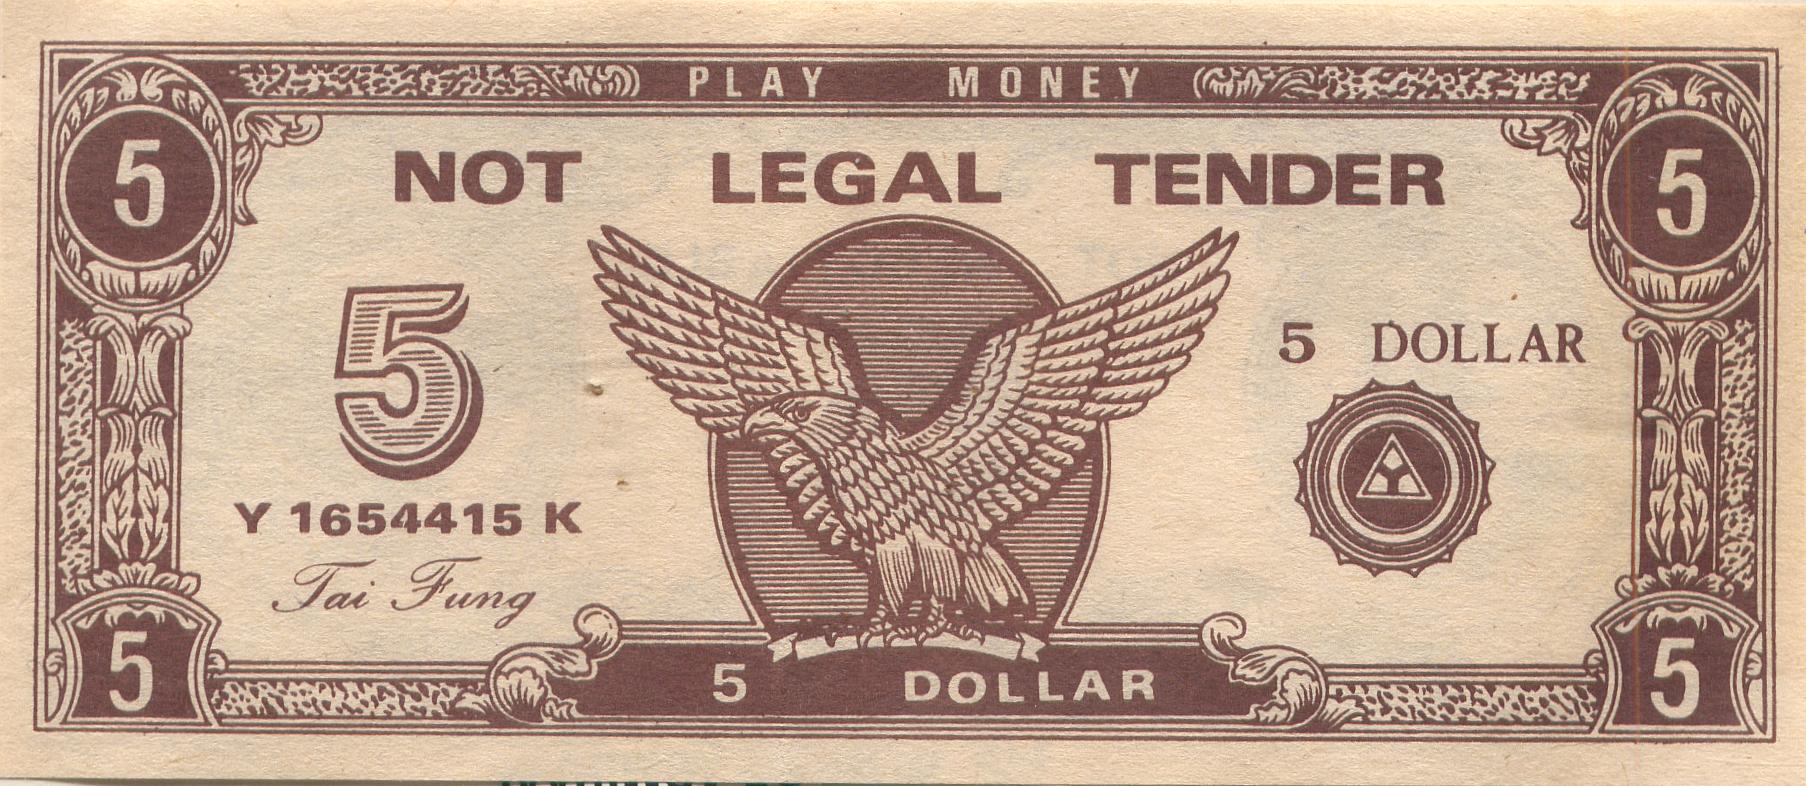 PLAY MONEY
5 5
NOT LEGAL TENDER
5
5 DOLLAR
Y 1654415 K
Tai Fung
5 5 DOLLAR 5